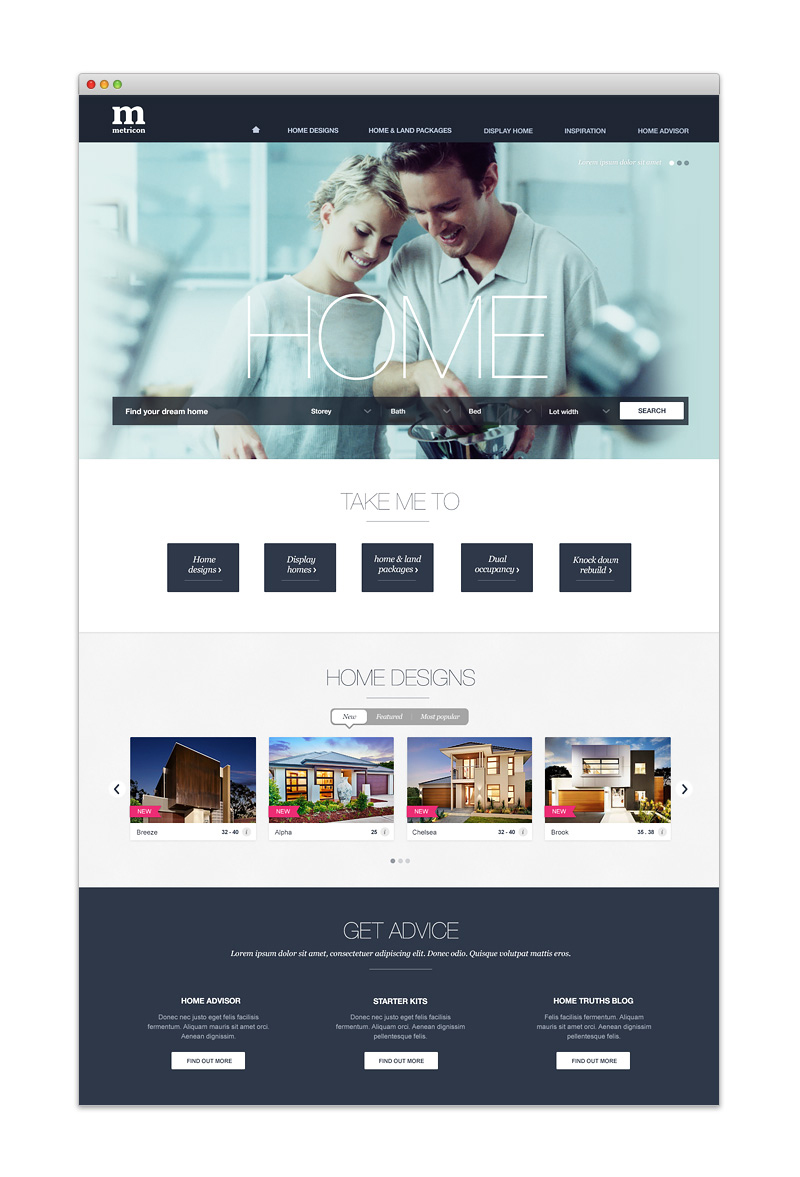 m
metricon
HOME DESIGNS HOME & LAND PACKAGES DISPLAY HOME INSPIRATION HOME ADVISOR
Lorem ipsum dolor sit amet
HOME
Find your dream home Storey Bath Bed Lot width SEARCH
TAKE ME TO
Home designs ›
Display homes ›
home & land packages ›
Dual occupancy ›
Knock down rebuild ›
HOME DESIGNS
New Featured Most popular
NEW NEW NEW NEW
Breeze 32 - 40 i Alpha 25 i Chelsea 32 - 40 i Brook 35 . 38 i
GET ADVICE
Lorem ipsum dolor sit amet, consectetuer adipiscing elit. Donec odio. Quisque volutpat mattis eros.
HOME ADVISOR
Donec nec justo eget felis facilisis
fermentum. Aliquam mauris sit amet orci.
Aenean dignissim.
FIND OUT MORE
STARTER KITS
Donec nec justo eget felis facilisis
fermentum. Aliquam orci. Aenean dignissim
pellentesque felis.
FIND OUT MORE
HOME TRUTHS BLOG
Felis facilisis fermentum. Aliquam
mauris sit amet orci. Aenean dignissim
pellentesque felis.
FIND OUT MORE